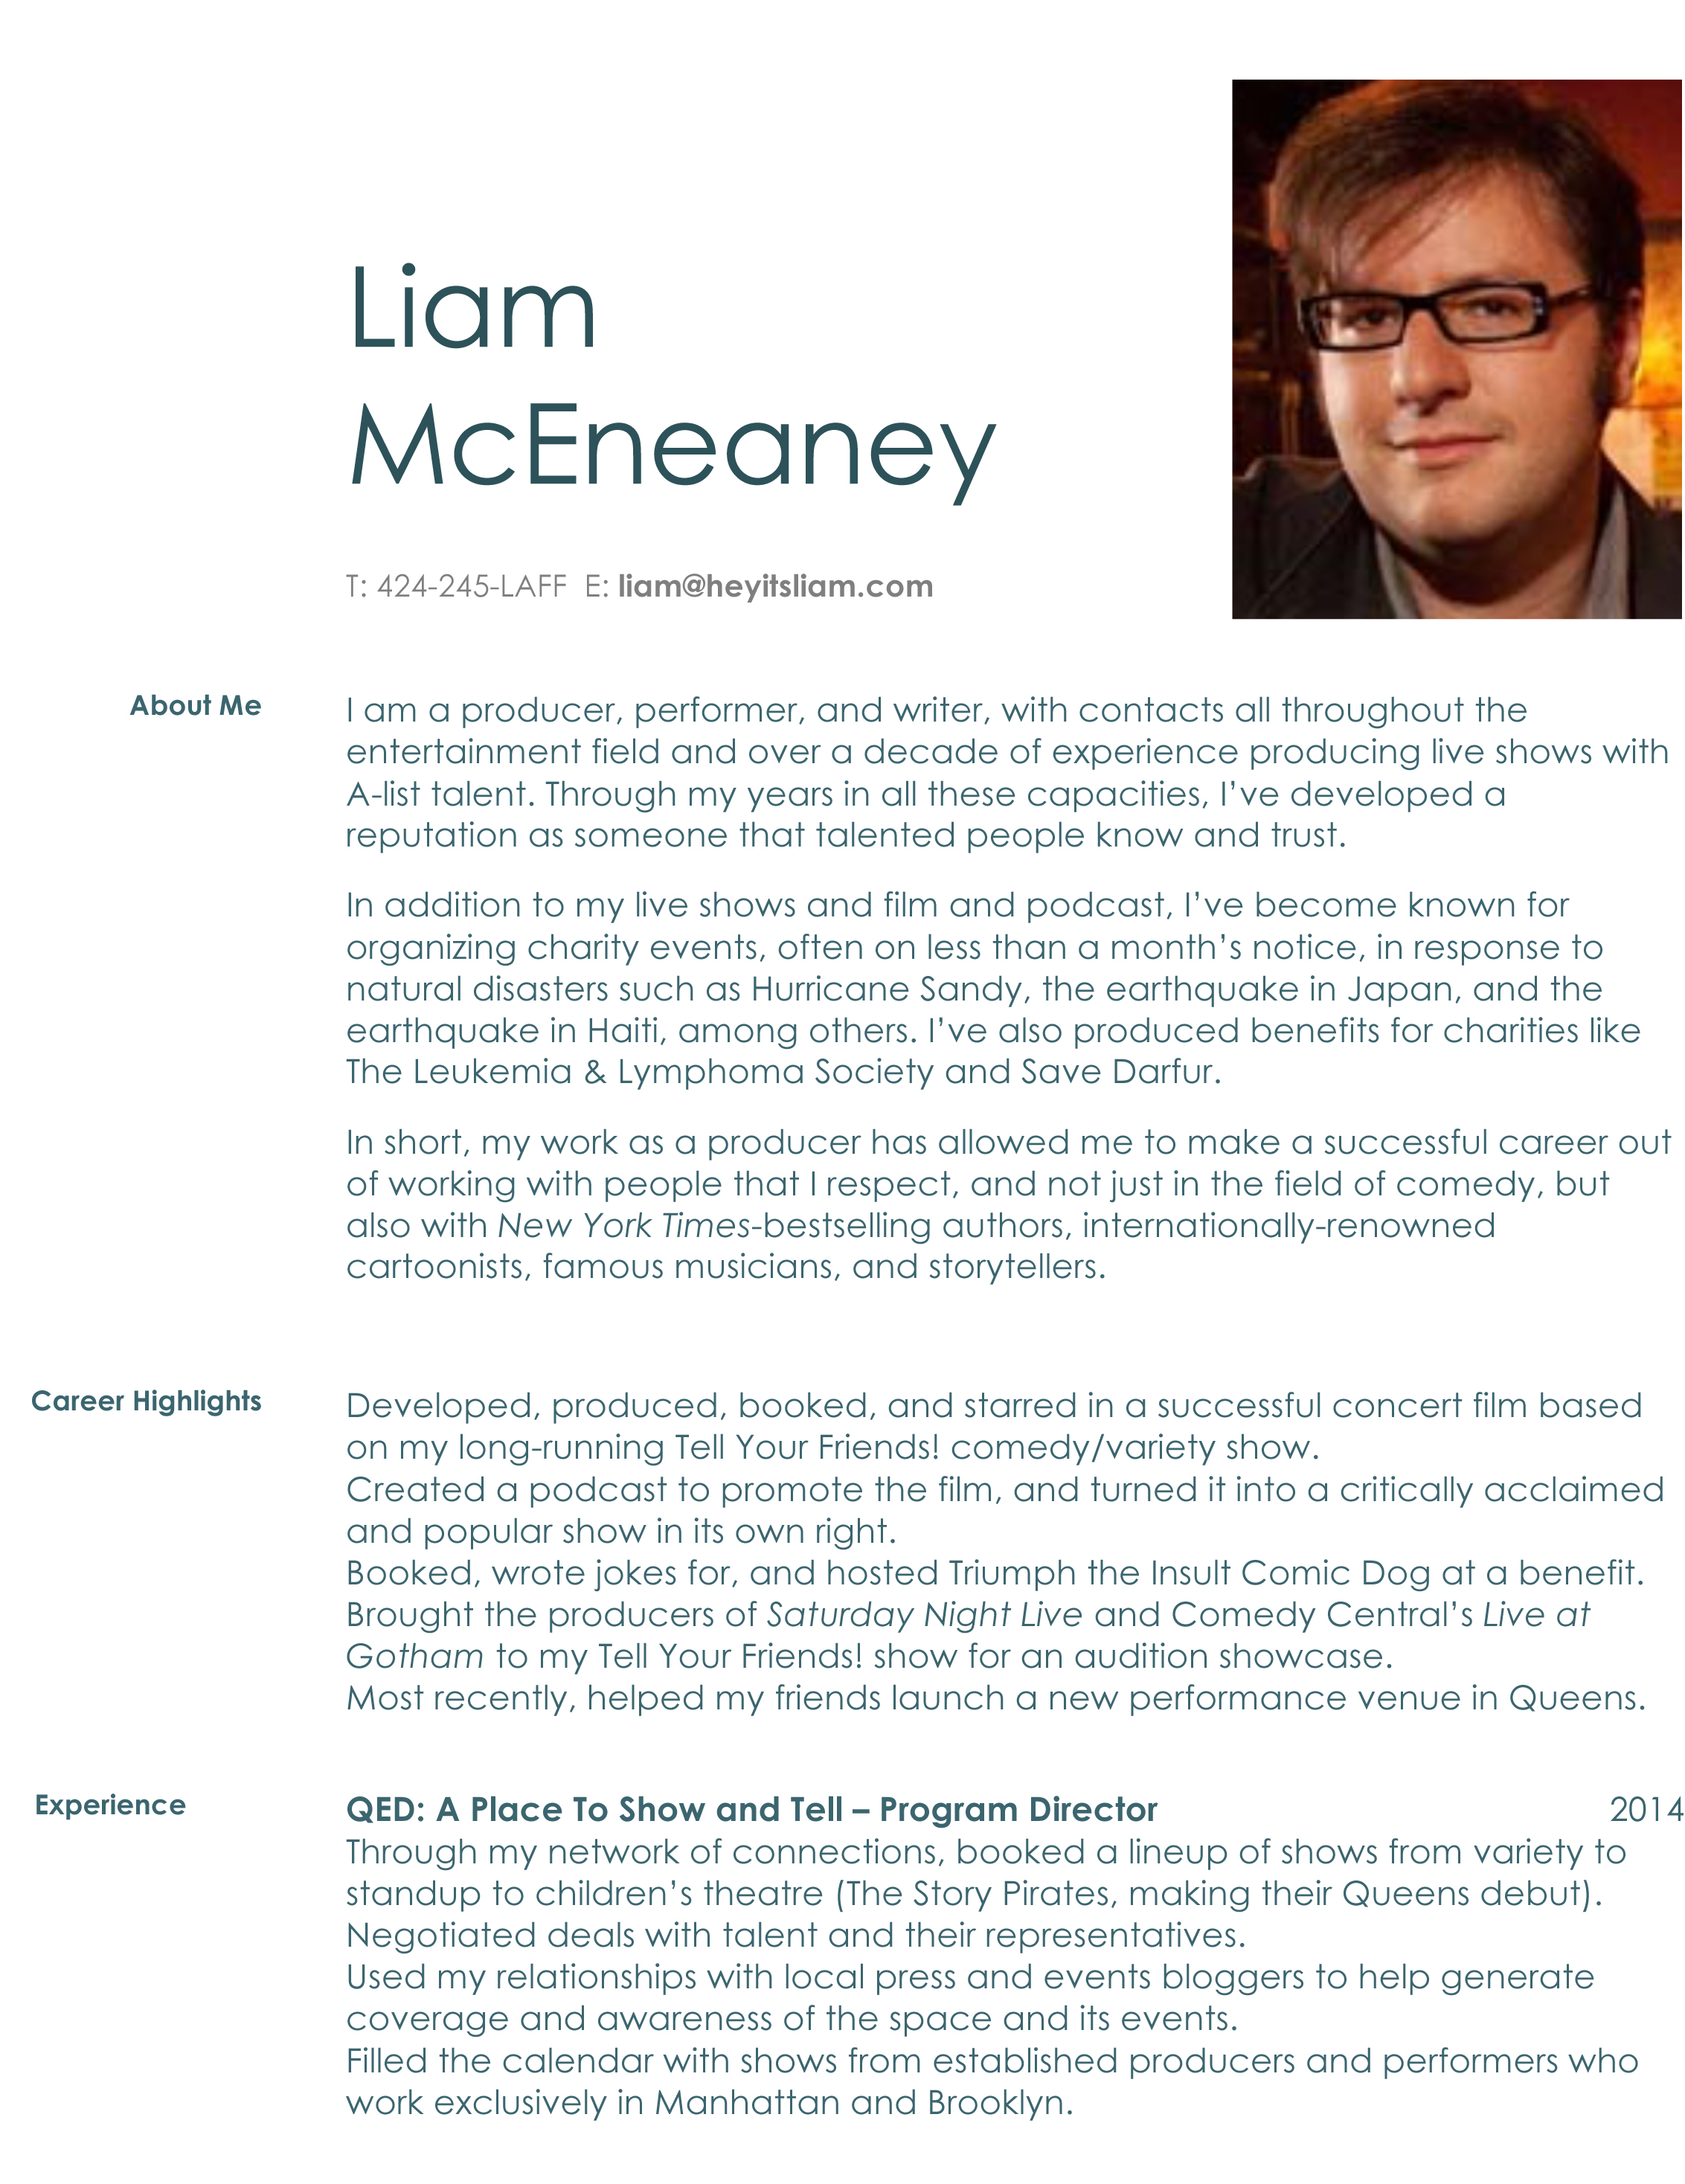 Liam
McEneaney
T: 424-245-LAFF  E: liam@heyitsliam.com
About Me
I am a producer, performer, and writer, with contacts all throughout the
entertainment field and over a decade of experience producing live shows with
A-list talent. Through my years in all these capacities, I’ve developed a
reputation as someone that talented people know and trust.
In addition to my live shows and film and podcast, I’ve become known for
organizing charity events, often on less than a month’s notice, in response to
natural disasters such as Hurricane Sandy, the earthquake in Japan, and the
earthquake in Haiti, among others. I’ve also produced benefits for charities like
The Leukemia & Lymphoma Society and Save Darfur.
In short, my work as a producer has allowed me to make a successful career out
of working with people that I respect, and not just in the field of comedy, but
also with New York Times-bestselling authors, internationally-renowned
cartoonists, famous musicians, and storytellers.
Career Highlights
Developed, produced, booked, and starred in a successful concert film based
on my long-running Tell Your Friends! comedy/variety show.
Created a podcast to promote the film, and turned it into a critically acclaimed
and popular show in its own right.
Booked, wrote jokes for, and hosted Triumph the Insult Comic Dog at a benefit.
Brought the producers of Saturday Night Live and Comedy Central’s Live at
Gotham to my Tell Your Friends! show for an audition showcase.
Most recently, helped my friends launch a new performance venue in Queens.
Experience
QED: A Place To Show and Tell – Program Director 2014
Through my network of connections, booked a lineup of shows from variety to
standup to children’s theatre (The Story Pirates, making their Queens debut).
Negotiated deals with talent and their representatives.
Used my relationships with local press and events bloggers to help generate
coverage and awareness of the space and its events.
Filled the calendar with shows from established producers and performers who
work exclusively in Manhattan and Brooklyn.